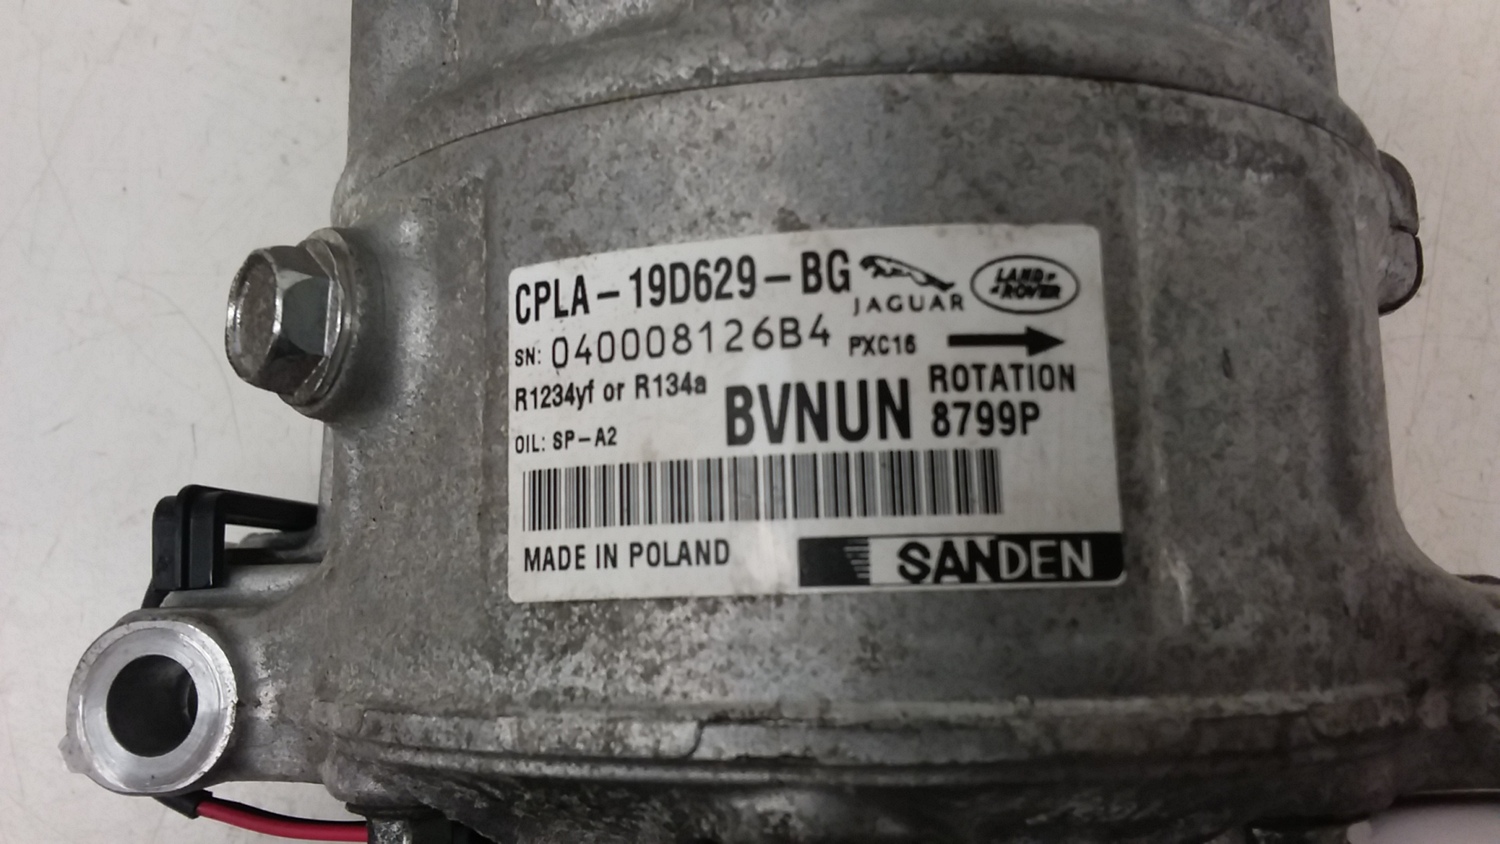 CPLA-19D629-BG
JAGUAR
LAND ROVER
SN: 040008126B4
PXC16
R1234yf or R134a
BVNUN
ROTATION
8799P
OIL: SP-A2
MADE IN POLAND
SANDEN